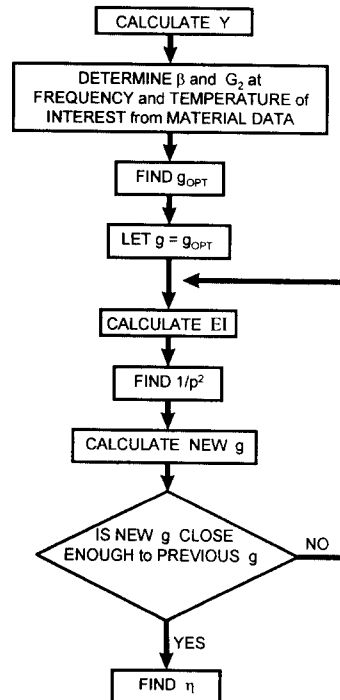 CALCULATE Y
DETERMINE β and G₂ at
FREQUENCY and TEMPERATURE of
INTEREST from MATERIAL DATA
FIND gOPT
LET g = gOPT
CALCULATE EI
FIND 1/p²
CALCULATE NEW g
IS NEW g CLOSE
ENOUGH to PREVIOUS g
NO
YES
FIND η